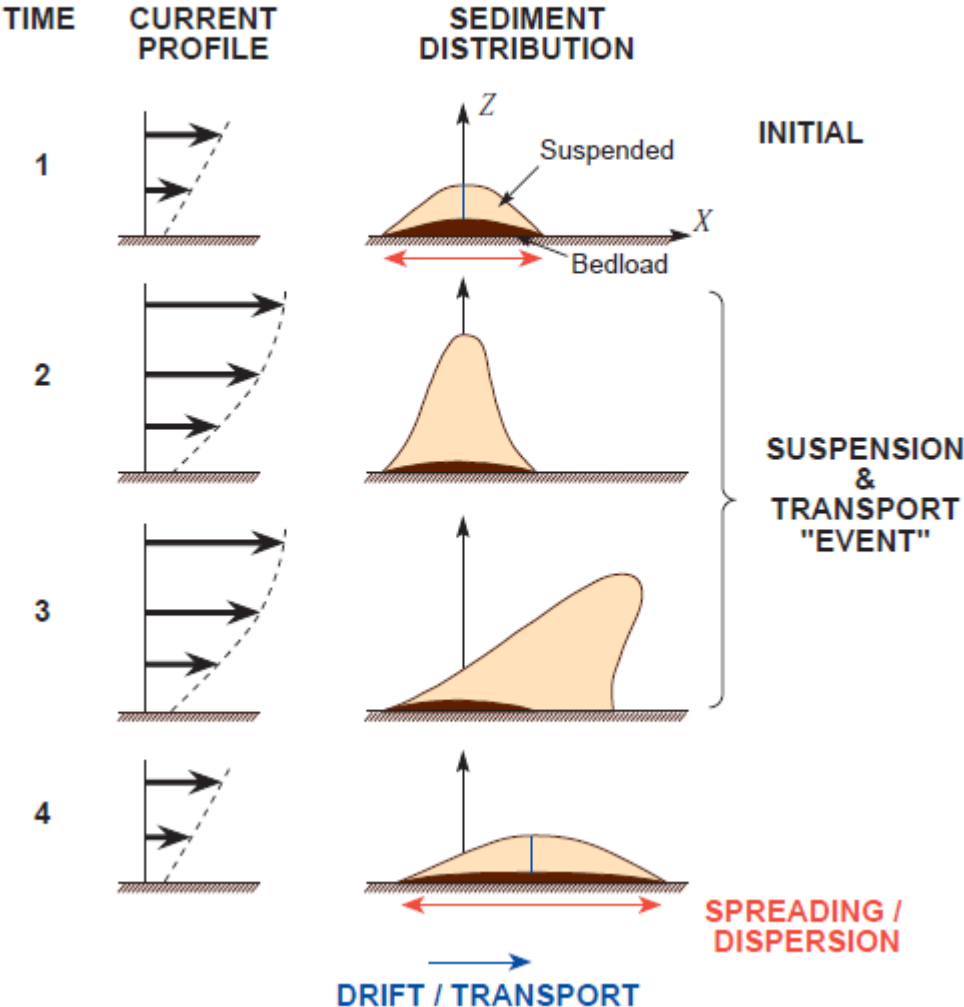 TIME
CURRENT
PROFILE
SEDIMENT
DISTRIBUTION
1
Z
Suspended
X
Bedload
INITIAL
2
3
SUSPENSION
&
TRANSPORT
"EVENT"
4
SPREADING /
DISPERSION
DRIFT / TRANSPORT